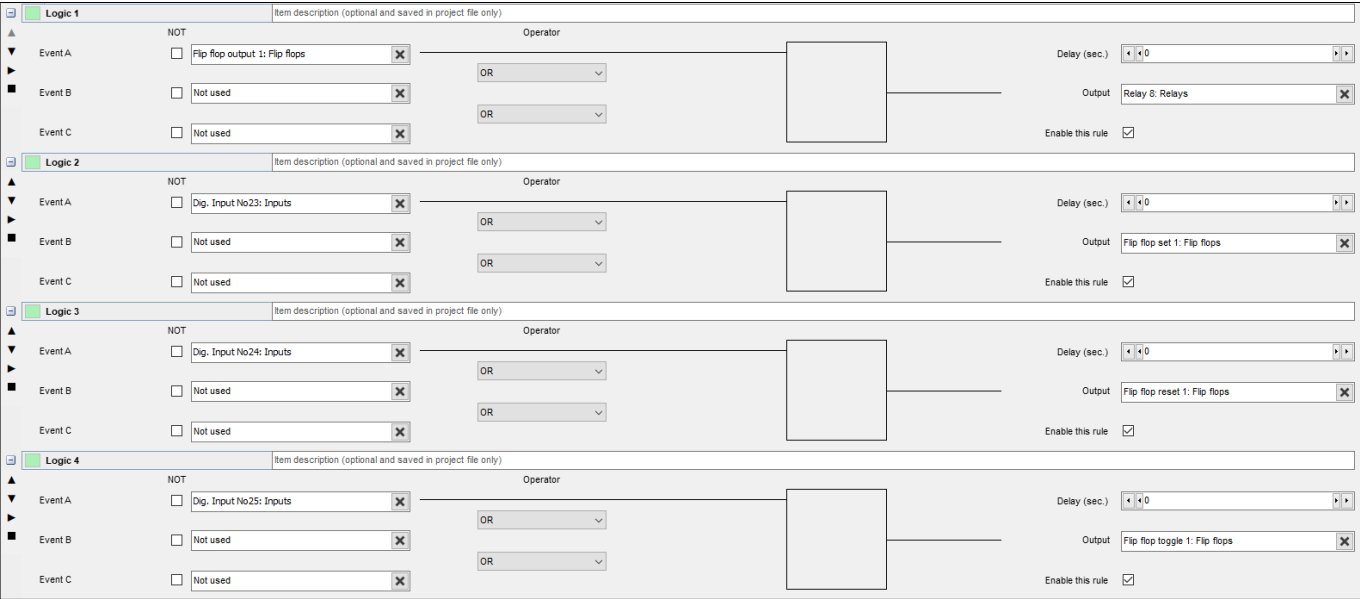 Logic 1 Item description (optional and saved in project file only)
NOT Operator
Event A Flip flop output 1: Flip flops Delay (sec.) 0
OR
Event B Not used Output Relay 8: Relays
OR
Event C Not used Enable this rule
Logic 2 Item description (optional and saved in project file only)
NOT Operator
Event A Dig. Input No23: Inputs Delay (sec.) 0
OR
Event B Not used Output Flip flop set 1: Flip flops
OR
Event C Not used Enable this rule
Logic 3 Item description (optional and saved in project file only)
NOT Operator
Event A Dig. Input No24: Inputs Delay (sec.) 0
OR
Event B Not used Output Flip flop reset 1: Flip flops
OR
Event C Not used Enable this rule
Logic 4 Item description (optional and saved in project file only)
NOT Operator
Event A Dig. Input No25: Inputs Delay (sec.) 0
OR
Event B Not used Output Flip flop toggle 1: Flip flops
OR
Event C Not used Enable this rule